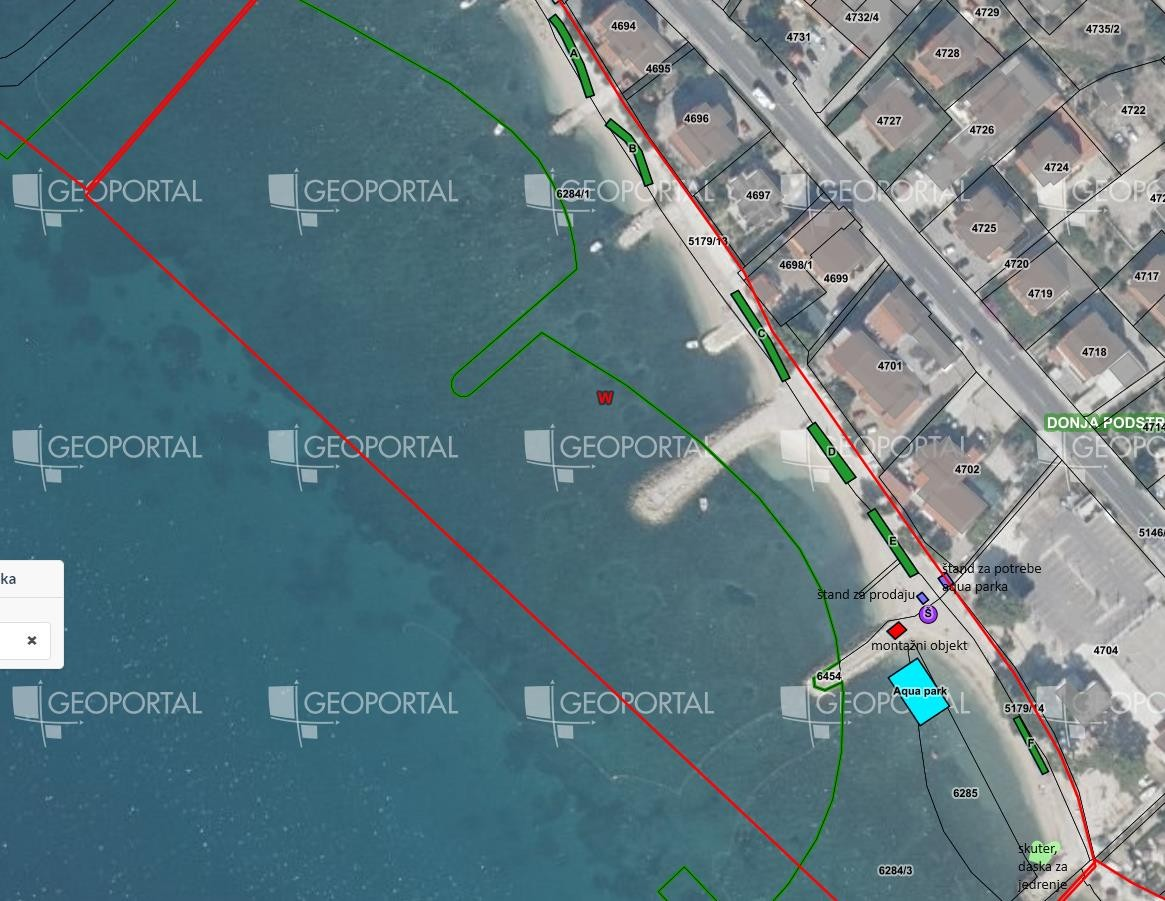 4694
4732/4
4729
4735/2
4731
A
4728
4695
4722
4696
4727
4726
B
4724
GEOPORTAL
GEOPORTAL
GEOPORTAL
GEOPORTAL
6284/1
4697
4725
5179/13
4698/1
4699
4720
4717
4719
C
4718
4701
W
DONJA PODSTR
4714
GEOPORTAL
GEOPORTAL
GEOPORTAL
GEOPORTAL
D
4702
5146/
E
štand za potrebe
aqua parka
ka
štand za prodaju
Š
montažni objekt
4704
6454
Aqua park
GEOPORTAL
GEOPORTAL
GEOPORTAL
GEOPORTAL
5179/14
F
6285
skuter,
daska za
jedrenje
6284/3